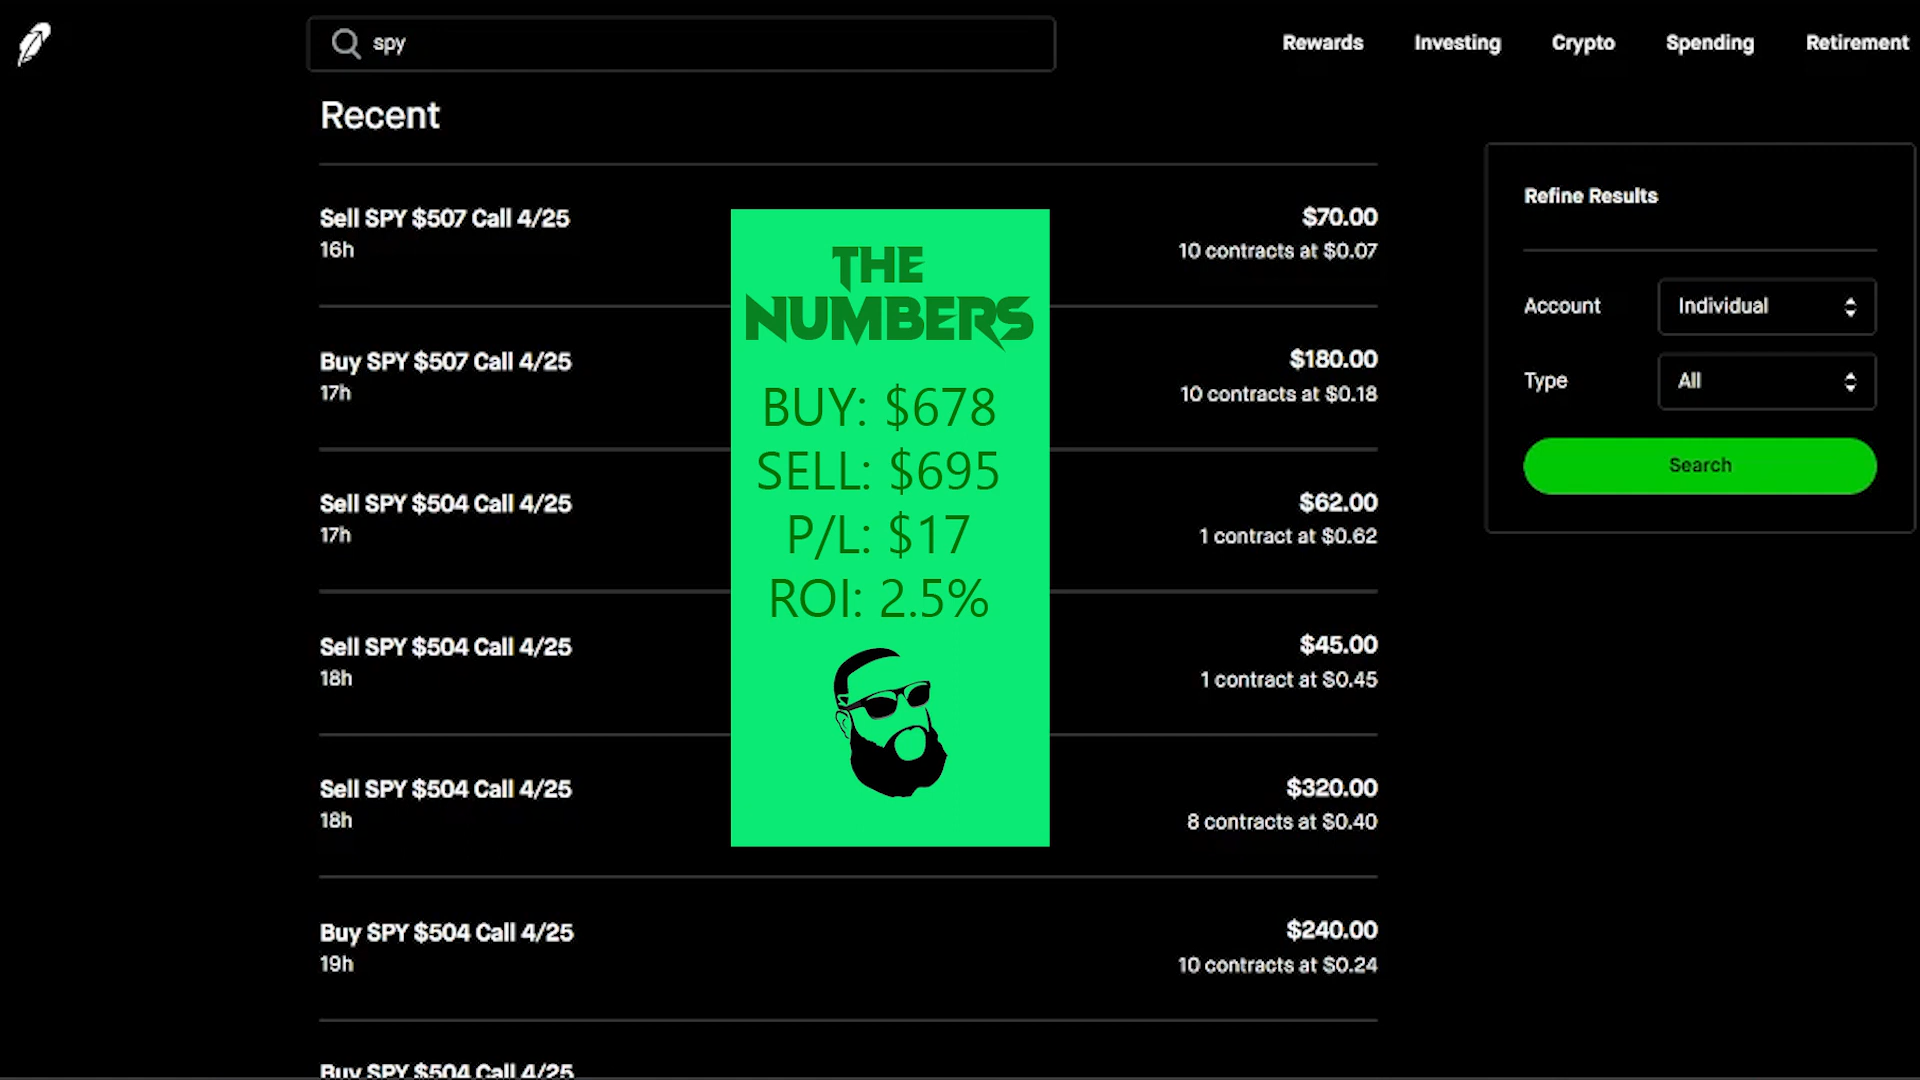 spy
Rewards
Investing
Crypto
Spending
Retirement
Recent
Sell SPY $507 Call 4/25
16h
$70.00
10 contracts at $0.07
Buy SPY $507 Call 4/25
17h
$180.00
10 contracts at $0.18
Sell SPY $504 Call 4/25
17h
$62.00
1 contract at $0.62
Sell SPY $504 Call 4/25
18h
$45.00
1 contract at $0.45
Sell SPY $504 Call 4/25
18h
$320.00
8 contracts at $0.40
Buy SPY $504 Call 4/25
19h
$240.00
10 contracts at $0.24
Buy SPY $504 Call 4/25
THE
NUMBERS
BUY: $678
SELL: $695
P/L: $17
ROI: 2.5%
Refine Results
Account
Individual
Type
All
Search